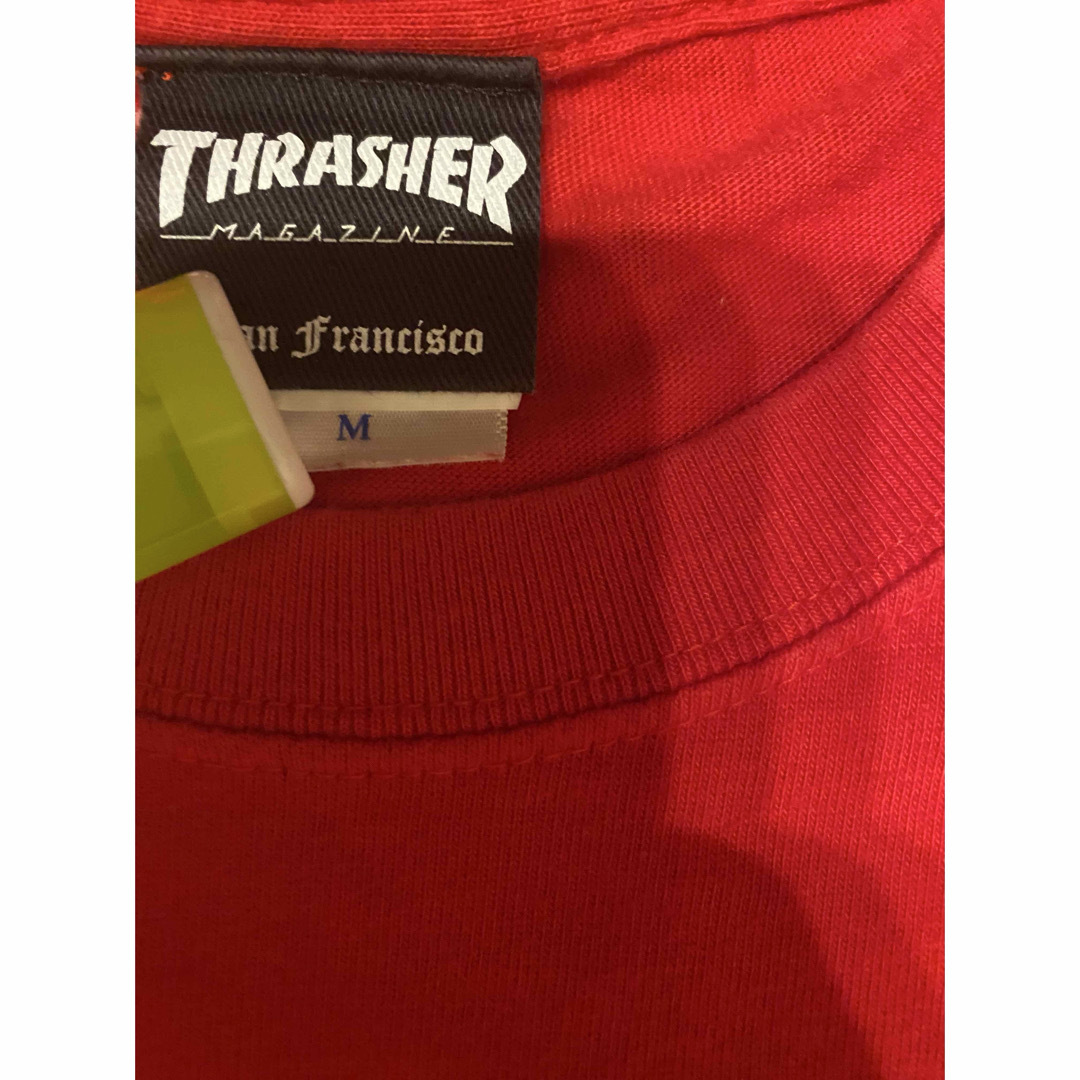 THRASHER
MAGAZINE
an Francisco
M